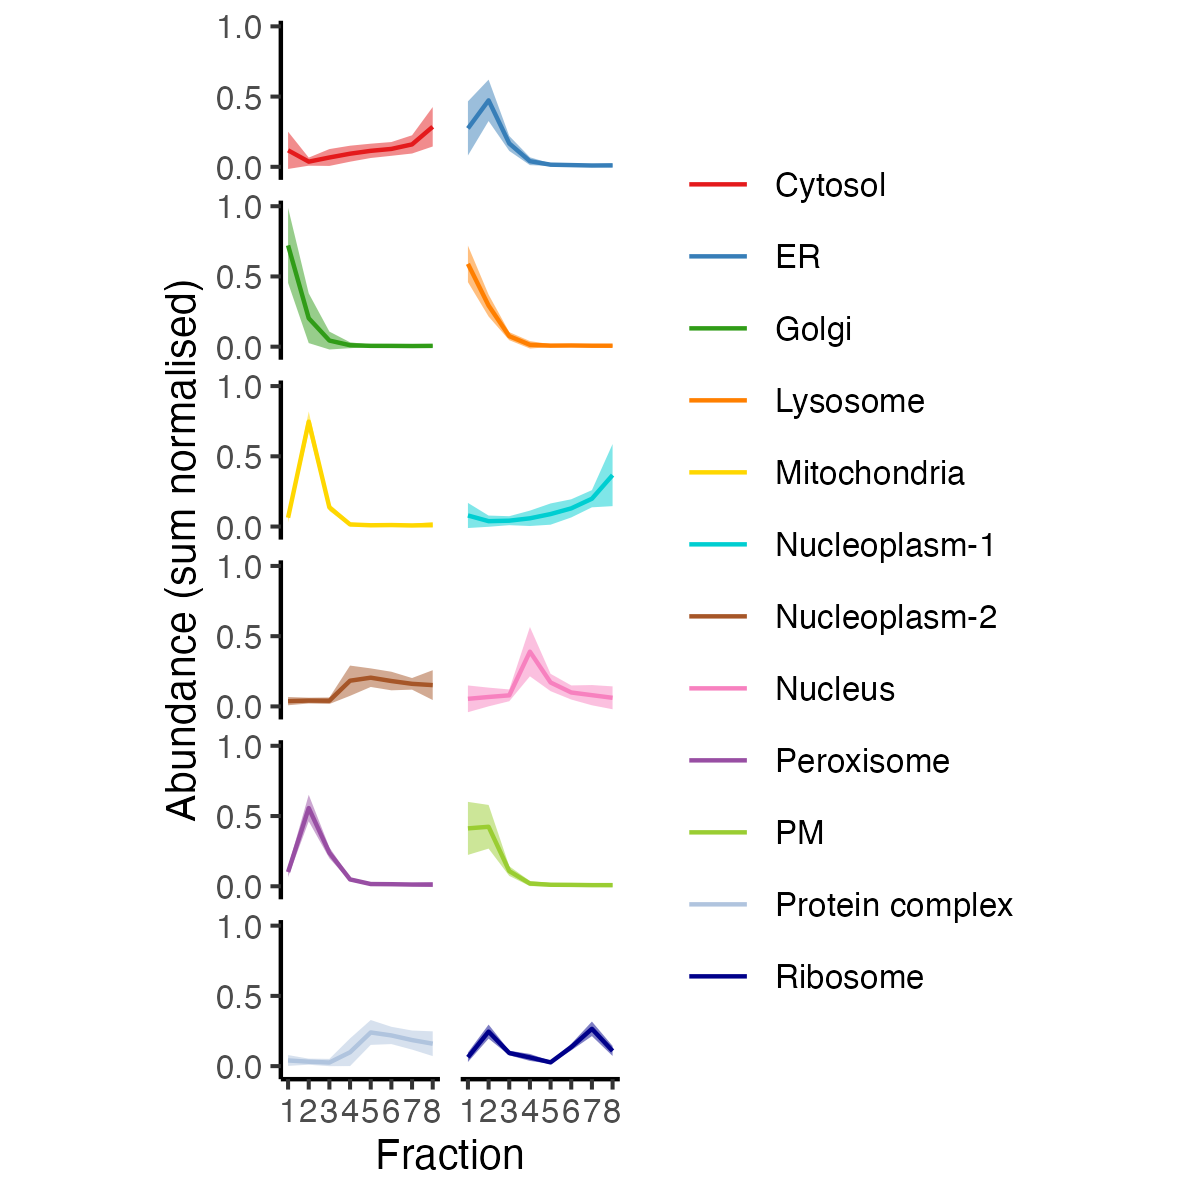 Abundance (sum normalised)
1.0
0.5
0.0
1.0
0.5
0.0
1.0
0.5
0.0
1.0
0.5
0.0
1.0
0.5
0.0
1.0
0.5
0.0
12345678 12345678
Fraction
Cytosol
ER
Golgi
Lysosome
Mitochondria
Nucleoplasm-1
Nucleoplasm-2
Nucleus
Peroxisome
PM
Protein complex
Ribosome